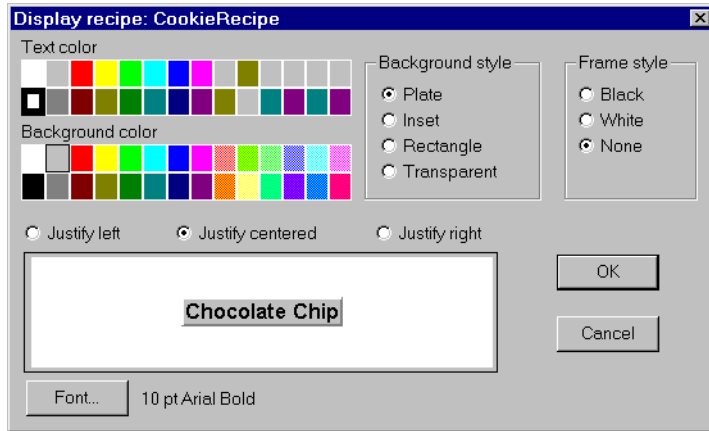 Display recipe: CookieRecipe
Text color
Background color
Background style
Plate
Inset
Rectangle
Transparent
Frame style
Black
White
None
Justify left
Justify centered
Justify right
Chocolate Chip
OK
Cancel
Font...
10 pt Arial Bold